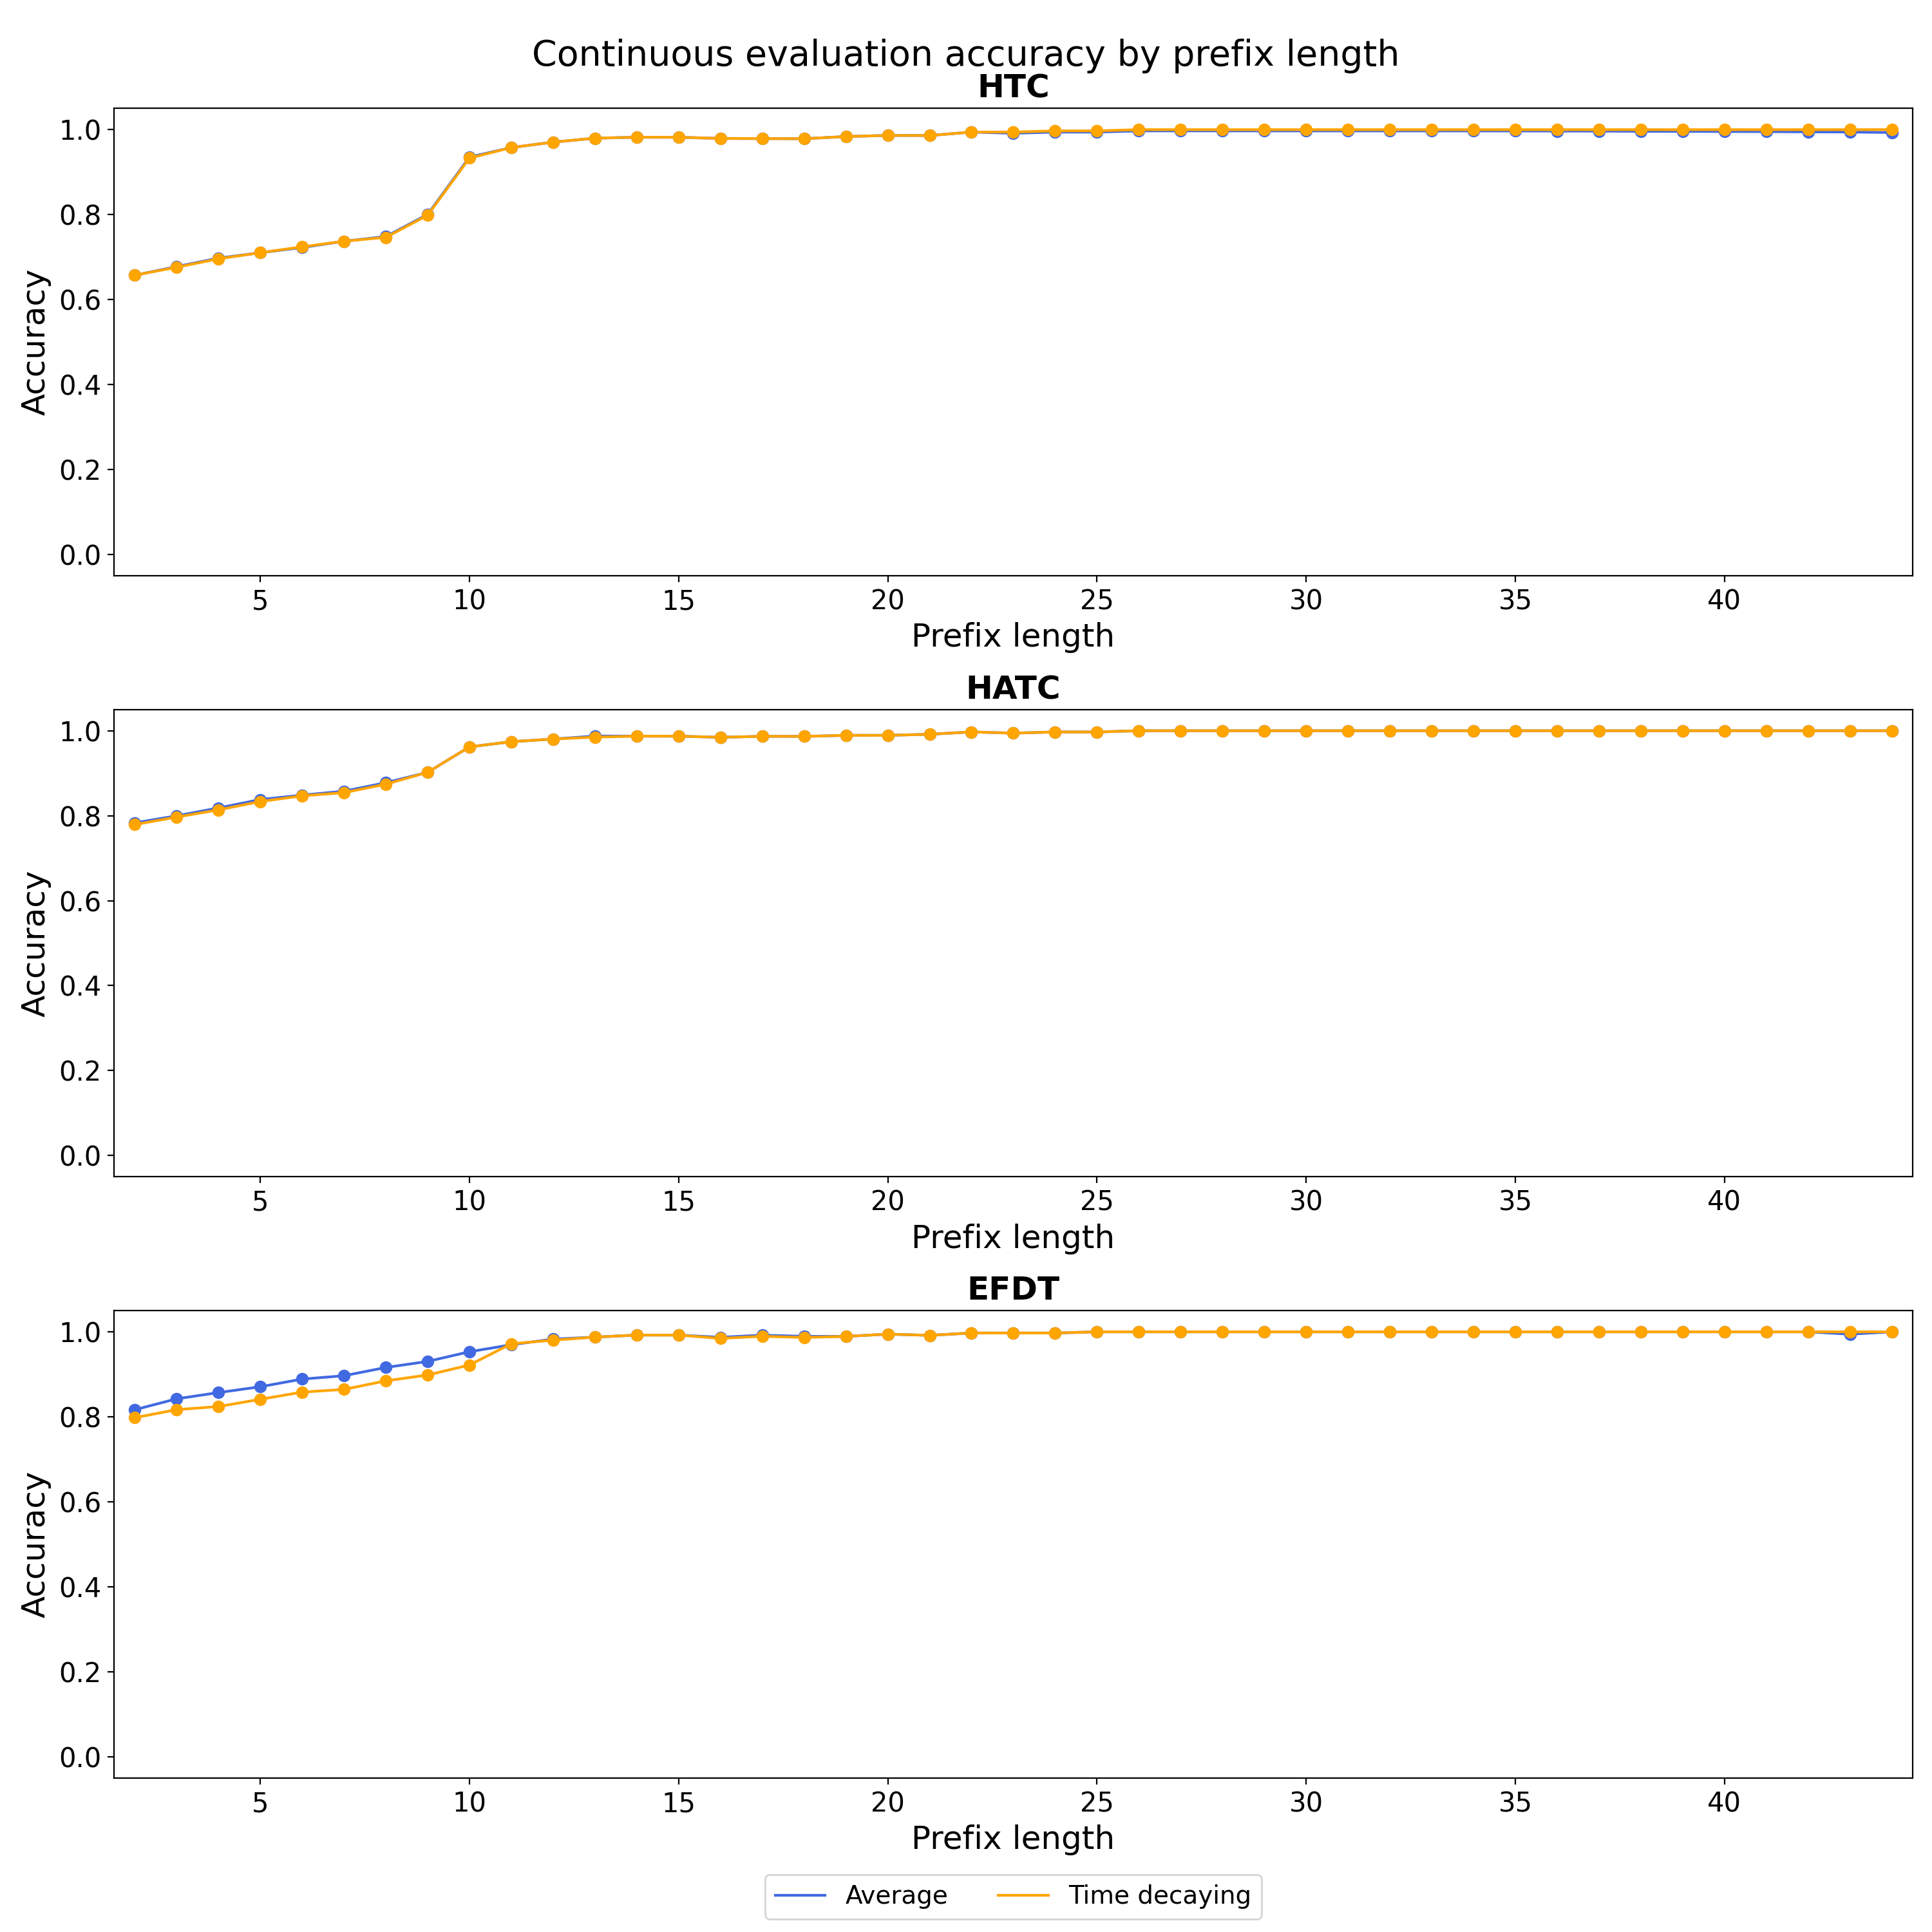 Continuous evaluation accuracy by prefix length
HTC
Accuracy
1.0
0.8
0.6
0.4
0.2
0.0
5 10 15 20 25 30 35 40
Prefix length
HATC
Accuracy
1.0
0.8
0.6
0.4
0.2
0.0
5 10 15 20 25 30 35 40
Prefix length
EFDT
Accuracy
1.0
0.8
0.6
0.4
0.2
0.0
5 10 15 20 25 30 35 40
Prefix length
Average Time decaying